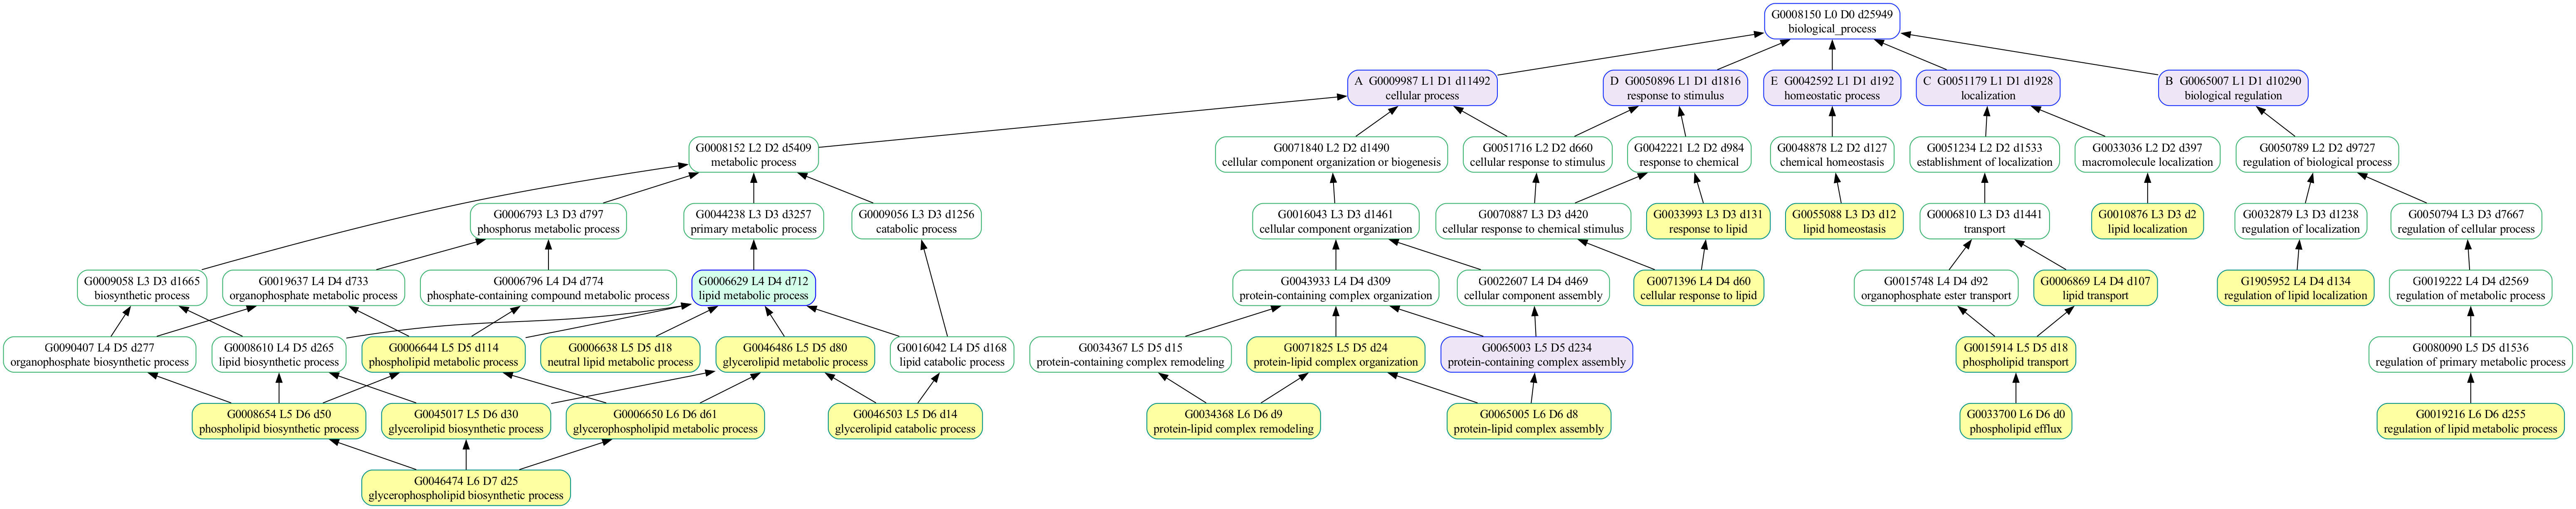 G0008150 L0 D0 d25949
biological_process
A G0009987 L1 D1 d11492
cellular process
D G0050896 L1 D1 d1816
response to stimulus
E G0042592 L1 D1 d192
homeostatic process
C G0051179 L1 D1 d1928
localization
B G0065007 L1 D1 d10290
biological regulation
G0008152 L2 D2 d5409
metabolic process
G0071840 L2 D2 d1490
cellular component organization or biogenesis
G0051716 L2 D2 d660
cellular response to stimulus
G0042221 L2 D2 d984
response to chemical
G0048878 L2 D2 d127
chemical homeostasis
G0051234 L2 D2 d1533
establishment of localization
G0033036 L2 D2 d397
macromolecule localization
G0050789 L2 D2 d9727
regulation of biological process
G0006793 L3 D3 d797
phosphorus metabolic process
G0044238 L3 D3 d3257
primary metabolic process
G0009056 L3 D3 d1256
catabolic process
G0016043 L3 D3 d1461
cellular component organization
G0070887 L3 D3 d420
cellular response to chemical stimulus
G0033993 L3 D3 d131
response to lipid
G0055088 L3 D3 d12
lipid homeostasis
G0006810 L3 D3 d1441
transport
G0010876 L3 D3 d2
lipid localization
G0032879 L3 D3 d1238
regulation of localization
G0050794 L3 D3 d7667
regulation of cellular process
G0009058 L3 D3 d1665
biosynthetic process
G0019637 L4 D4 d733
organophosphate metabolic process
G0006796 L4 D4 d774
phosphate-containing compound metabolic process
G0006629 L4 D4 d712
lipid metabolic process
G0043933 L4 D4 d309
protein-containing complex organization
G0022607 L4 D4 d469
cellular component assembly
G0071396 L4 D4 d60
cellular response to lipid
G0015748 L4 D4 d92
organophosphate ester transport
G0006869 L4 D4 d107
lipid transport
G1905952 L4 D4 d134
regulation of lipid localization
G0019222 L4 D4 d2569
regulation of metabolic process
G0090407 L4 D5 d277
organophosphate biosynthetic process
G0008610 L4 D5 d265
lipid biosynthetic process
G0006644 L5 D5 d114
phospholipid metabolic process
G0006638 L5 D5 d18
neutral lipid metabolic process
G0046486 L5 D5 d80
glycerolipid metabolic process
G0016042 L4 D5 d168
lipid catabolic process
G0034367 L5 D5 d15
protein-containing complex remodeling
G0071825 L5 D5 d24
protein-lipid complex organization
G0065003 L5 D5 d234
protein-containing complex assembly
G0015914 L5 D5 d18
phospholipid transport
G0080090 L5 D5 d1536
regulation of primary metabolic process
G0008654 L5 D6 d50
phospholipid biosynthetic process
G0045017 L5 D6 d30
glycerolipid biosynthetic process
G0006650 L6 D6 d61
glycerophospholipid metabolic process
G0046503 L5 D6 d14
glycerolipid catabolic process
G0034368 L6 D6 d9
protein-lipid complex remodeling
G0065005 L6 D6 d8
protein-lipid complex assembly
G0033700 L6 D6 d0
phospholipid efflux
G0019216 L6 D6 d255
regulation of lipid metabolic process
G0046474 L6 D7 d25
glycerophospholipid biosynthetic process